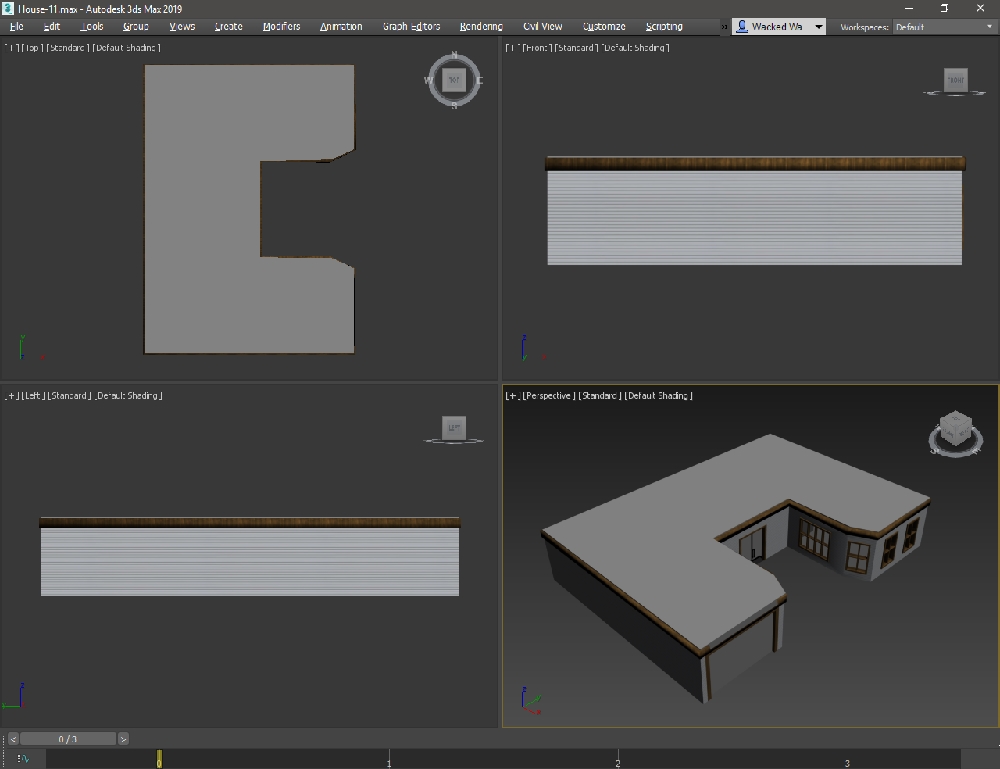 House-11.max - Autodesk 3ds Max 2019
File Edit Tools Group Views Create Modifiers Animation Graph Editors Rendering Civil View Customize Scripting » Wacked Wa Workspaces: Default
[+] [Top] [Standard] [Default Shading]
[+] [Front] [Standard] [Default Shading]
N
W TOP E
S
FRONT
[+] [Left] [Standard] [Default Shading]
[+] [Perspective] [Standard] [Default Shading]
LEFT
< 0 / 3 >
0 1 2 3